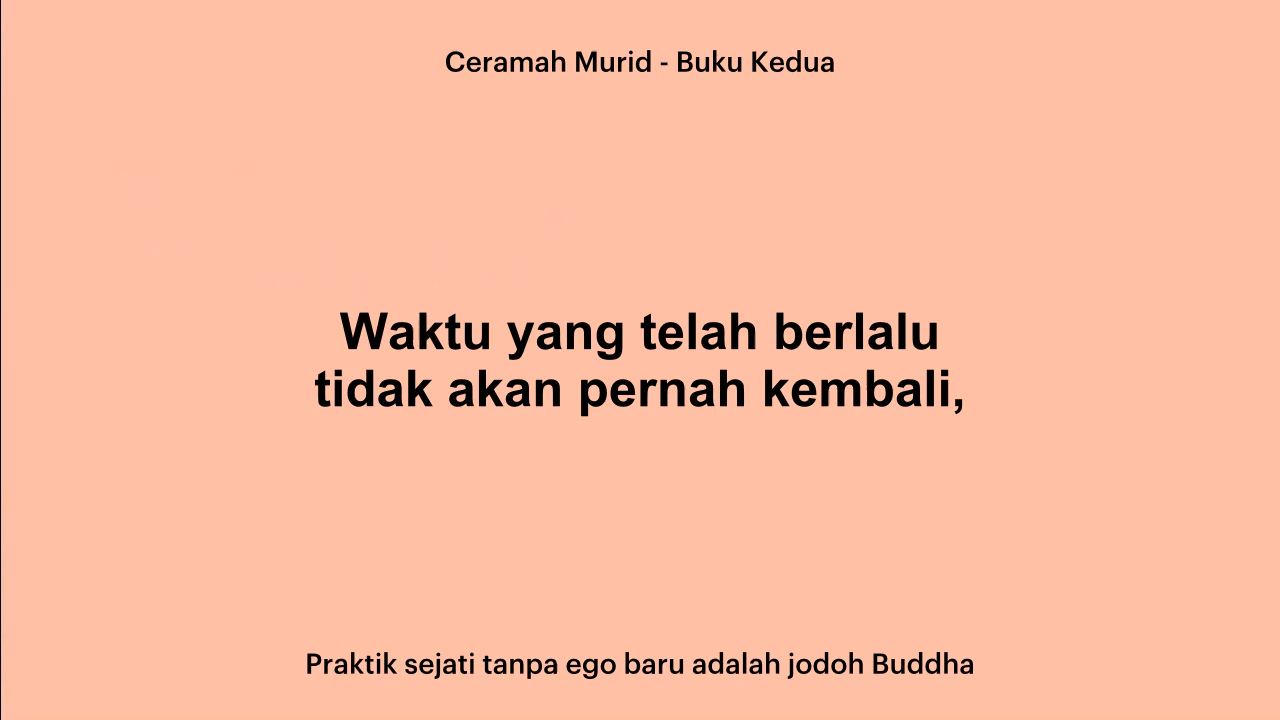 Ceramah Murid - Buku Kedua
Waktu yang telah berlalu
tidak akan pernah kembali,
Praktik sejati tanpa ego baru adalah jodoh Buddha